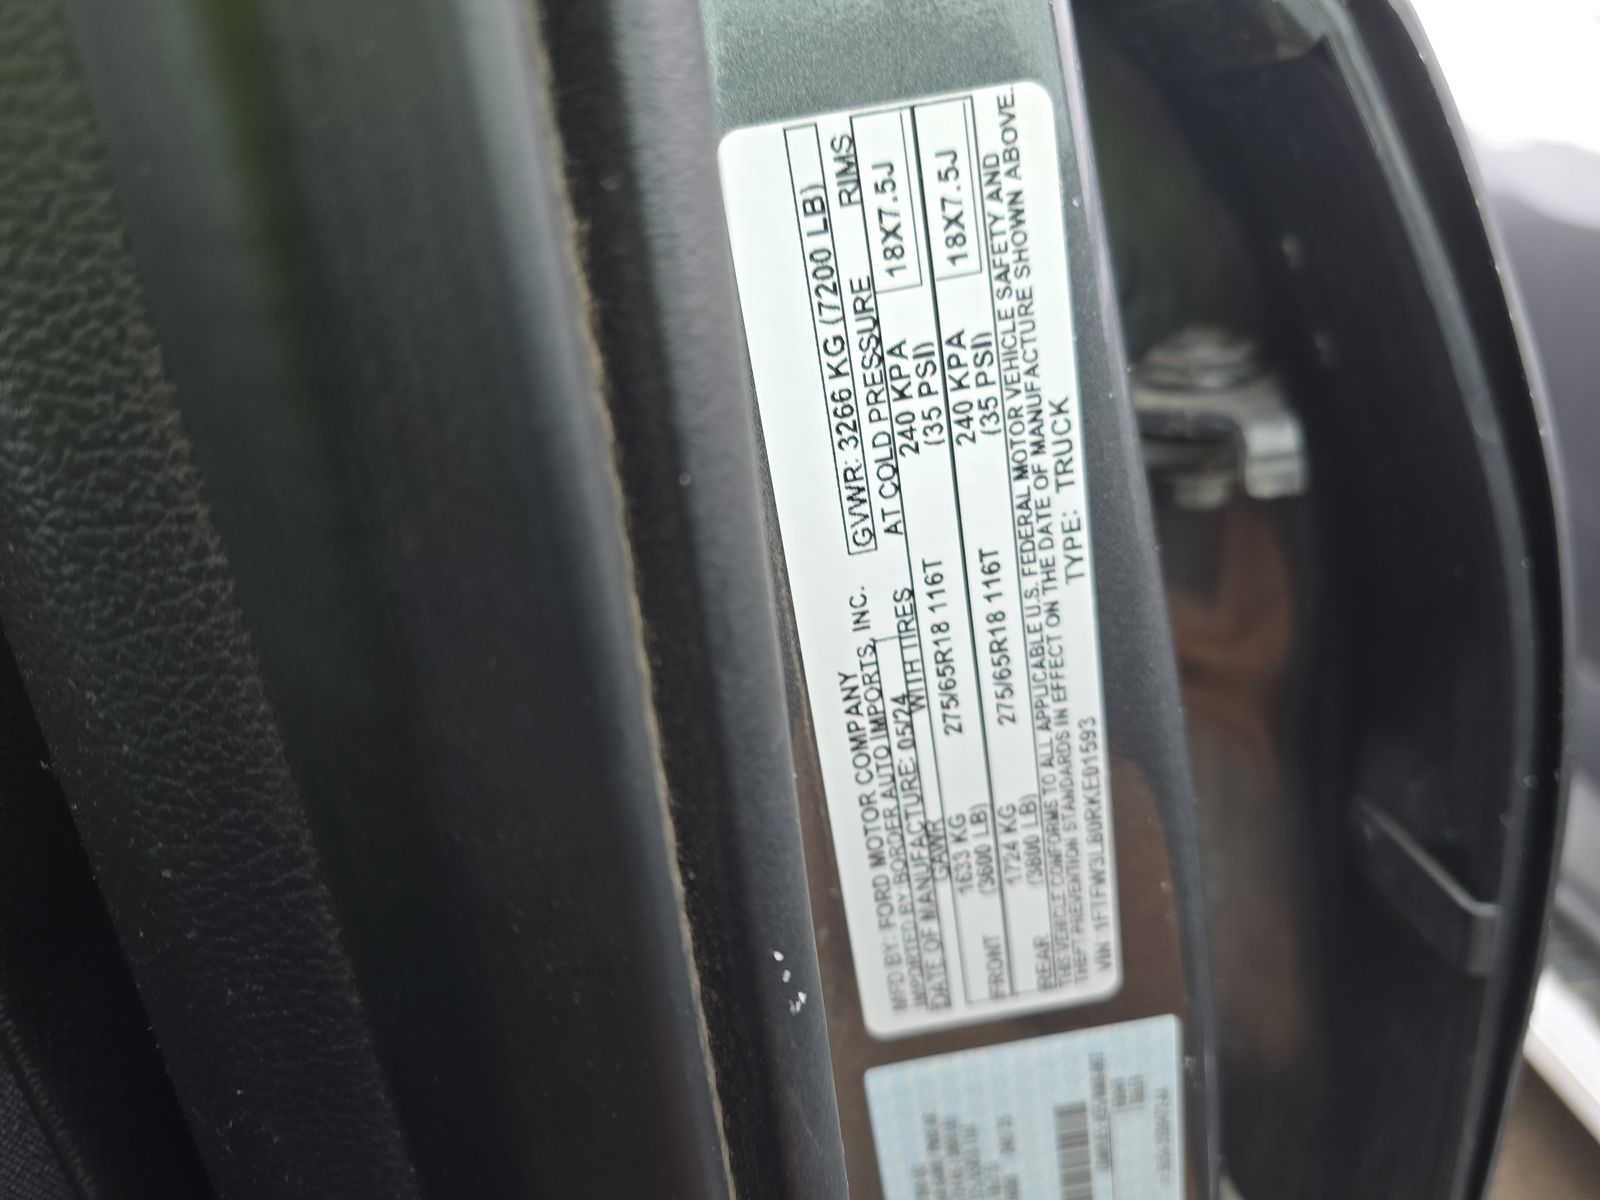 MFD BY: FORD MOTOR COMPANY
IMPORTED BY BORDER AUTO IMPORTS, INC.
DATE OF MANUFACTURE: 05/24
GVWR: 3266 KG (7200 LB)
GAWR WITH TIRES AT COLD PRESSURE RIMS
FRONT 1633 KG 275/65R18 116T 240 KPA 18X7.5J
(3600 LB) (35 PSI)
REAR 1724 KG 275/65R18 116T 240 KPA 18X7.5J
(3800 LB) (35 PSI)
THIS VEHICLE CONFORMS TO ALL APPLICABLE U.S. FEDERAL MOTOR VEHICLE SAFETY AND
THEFT PREVENTION STANDARDS IN EFFECT ON THE DATE OF MANUFACTURE SHOWN ABOVE.
VIN 1FTFW3LB0RKE01593 TYPE: TRUCK